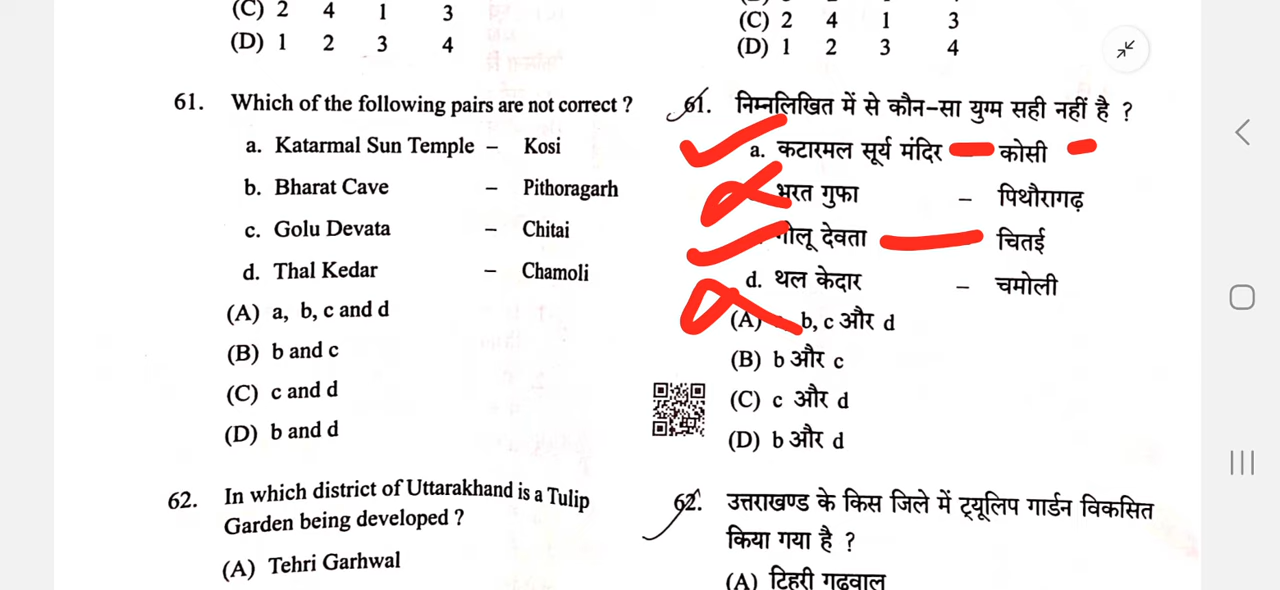 (C) 2 4 1 3
(D) 1 2 3 4
61. Which of the following pairs are not correct ?
a. Katarmal Sun Temple – Kosi
b. Bharat Cave – Pithoragarh
c. Golu Devata – Chitai
d. Thal Kedar – Chamoli
(A) a, b, c and d
(B) b and c
(C) c and d
(D) b and d
62. In which district of Uttarakhand is a Tulip
Garden being developed ?
(A) Tehri Garhwal
(C) 2 4 1 3
(D) 1 2 3 4
61. निम्नलिखित में से कौन-सा युग्म सही नहीं है ?
a. कटारमल सूर्य मंदिर कोसी
भरत गुफा – पिथौरागढ़
गोलू देवता चितई
d. थल केदार – चमोली
(A) b, c और d
(B) b और c
(C) c और d
(D) b और d
62. उत्तराखण्ड के किस जिले में ट्यूलिप गार्डन विकसित
किया गया है ?
(A) टिहरी गढ़वाल